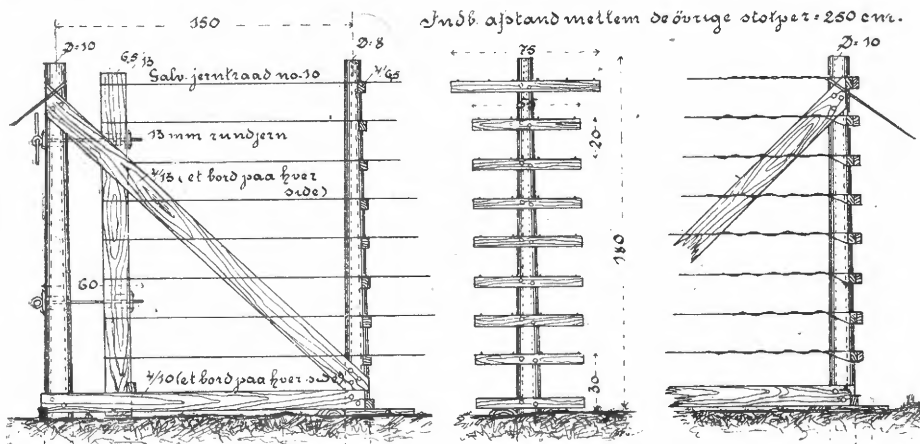 Indb. afstand mellem de övrige stolper = 250 cm.
150
D=10
6,5/13
D=8
75
D=10
Galv. jerntraad no. 10
4/6,5
13 mm rundjern
20
4/13 (et bord paa hver
side)
180
60
4/10 (et bord paa hver side)
30